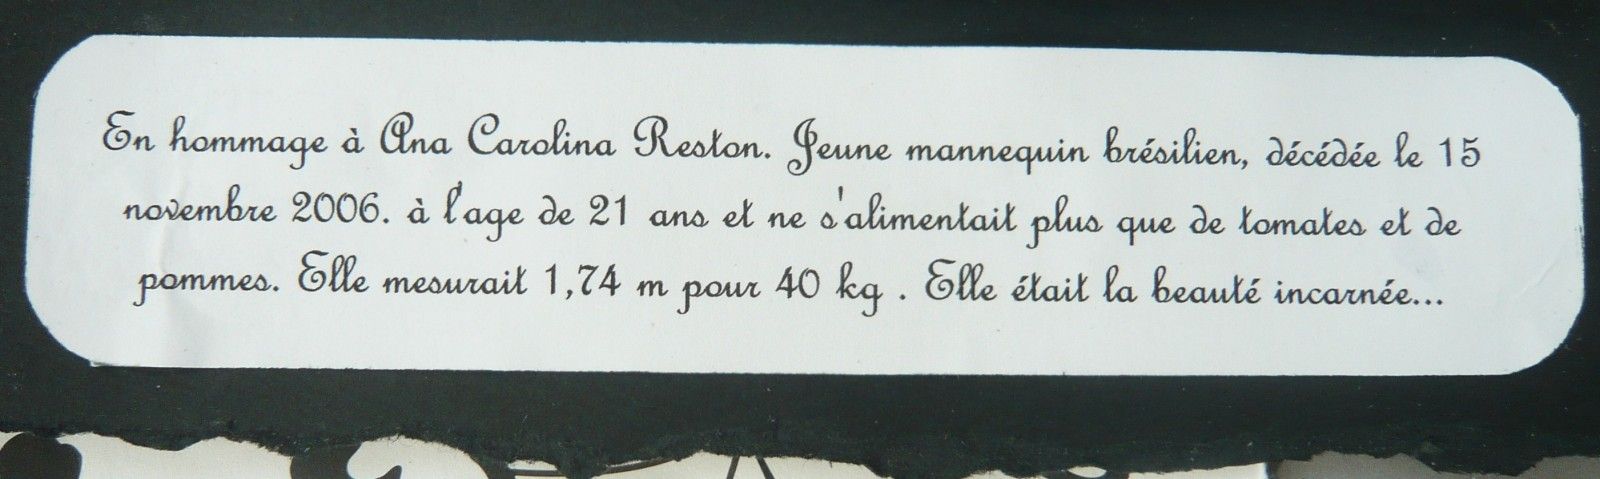 En hommage à Ana Carolina Reston. Jeune mannequin brésilien, décédée le 15
novembre 2006. à l'age de 21 ans et ne s'alimentait plus que de tomates et de
pommes. Elle mesurait 1,74 m pour 40 kg . Elle était la beauté incarnée...